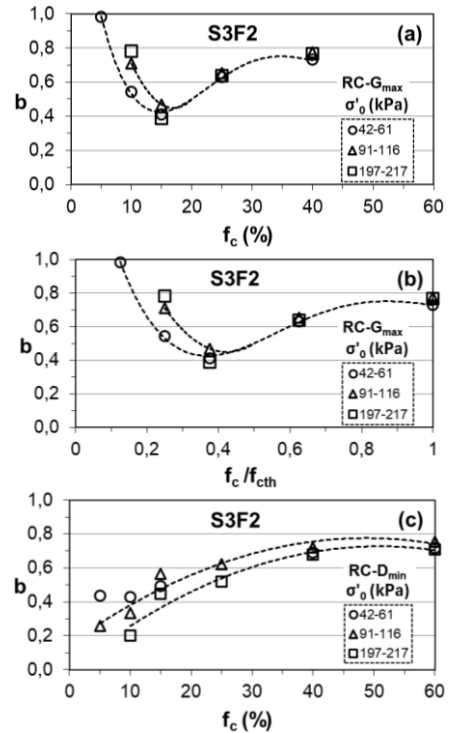 1,0
S3F2
(a)
0,8
RC-Gmax
σ'0 (kPa)
0,6
b
42-61
0,4
91-116
0,2
197-217
0,0
0 10 20 30 40 50 60
fc (%)
1,0
S3F2
(b)
0,8
RC-Gmax
σ'0 (kPa)
0,6
b
42-61
0,4
91-116
0,2
197-217
0,0
0 0,2 0,4 0,6 0,8 1
fc /fcth
1,0
S3F2
(c)
0,8
0,6
RC-Dmin
b
σ'0 (kPa)
0,4
42-61
0,2
91-116
197-217
0,0
0 10 20 30 40 50 60
fc (%)